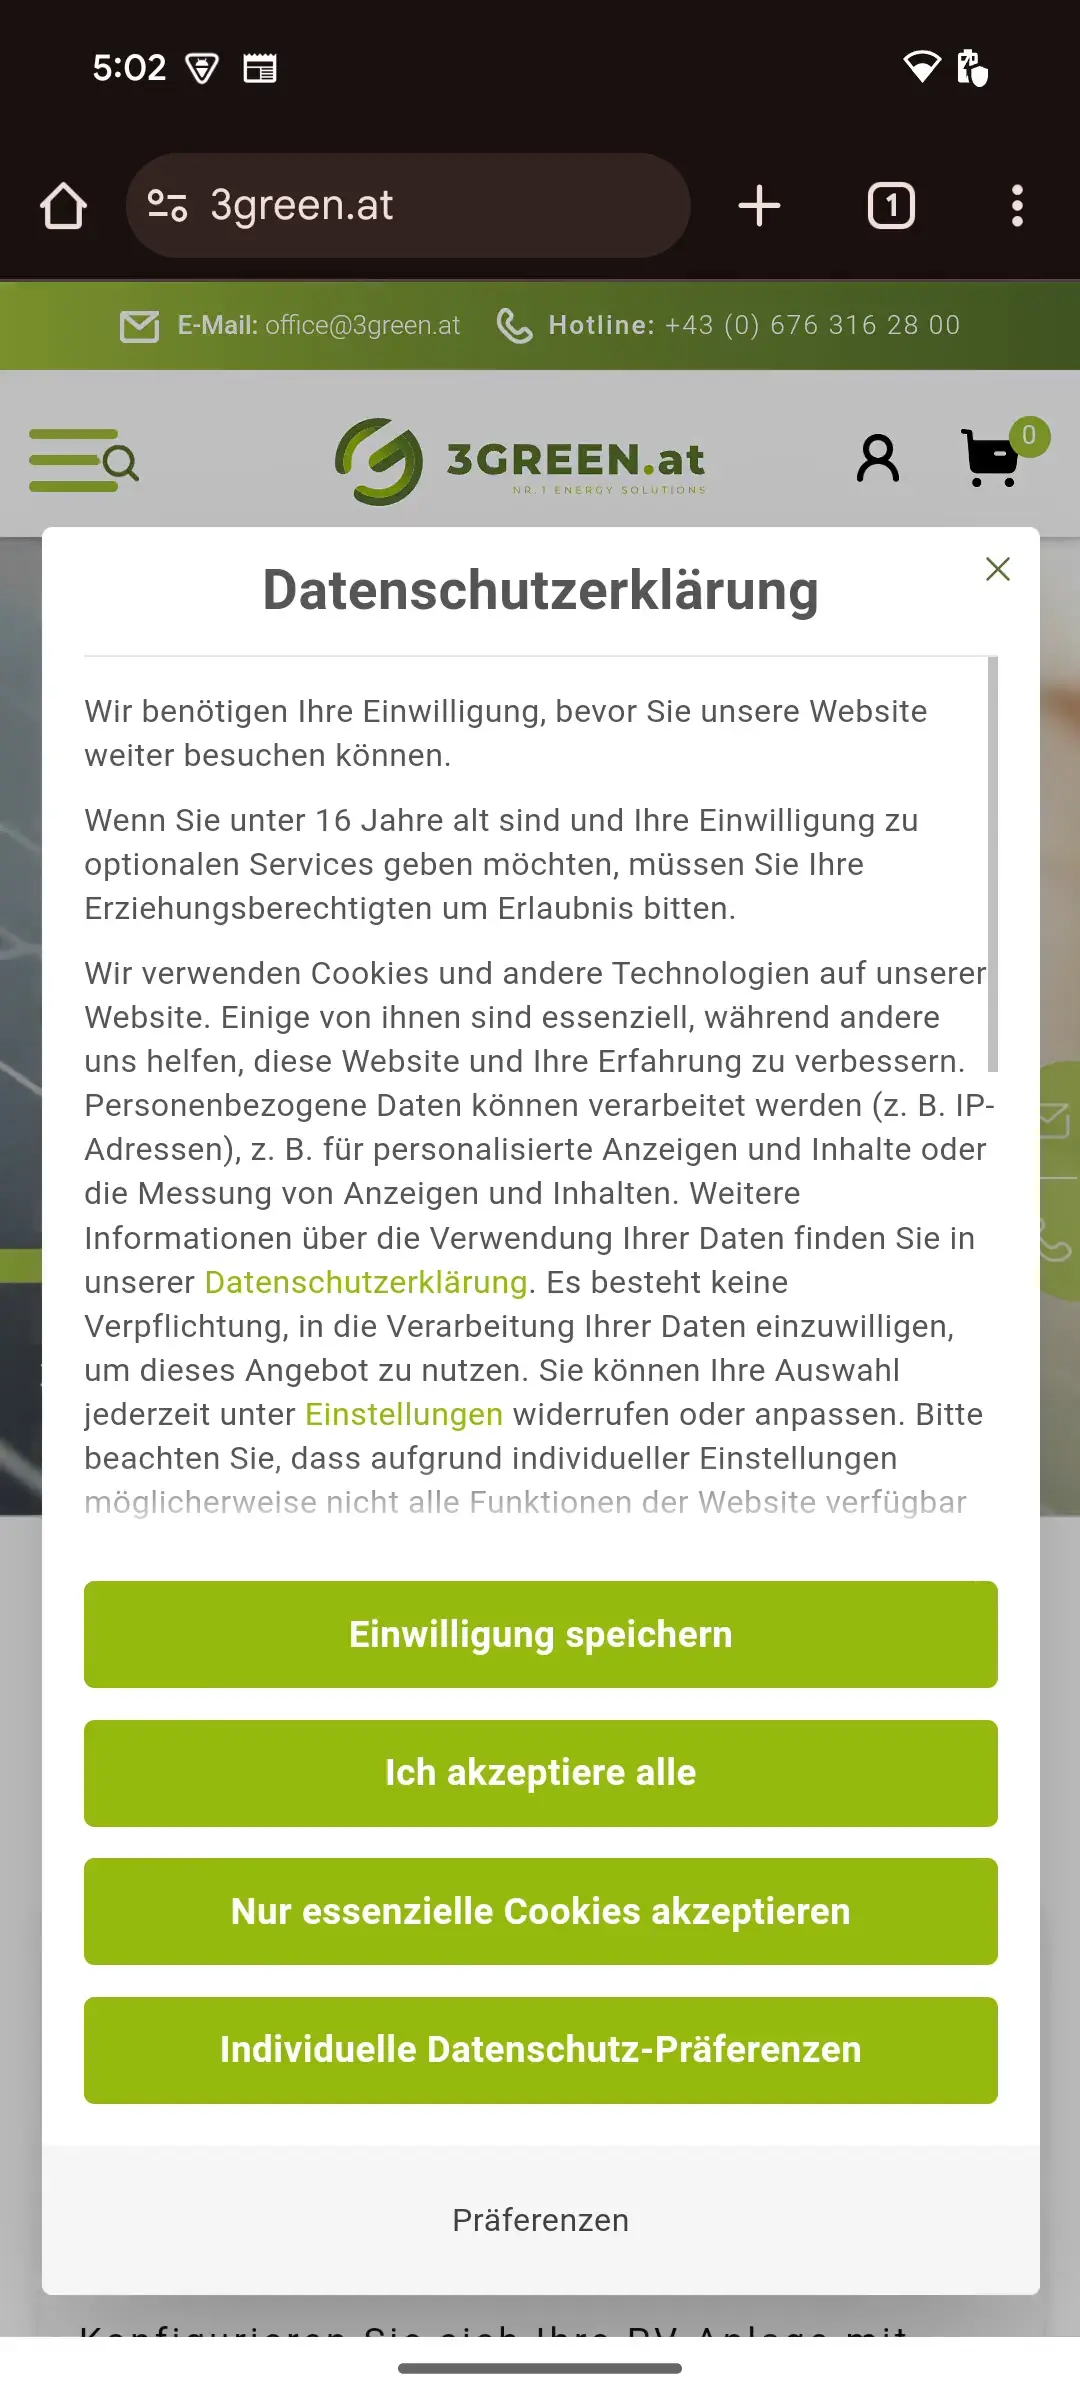 5:02
3green.at
1
E-Mail: office@3green.at Hotline: +43 (0) 676 316 28 00
3GREEN.at
NR.1 ENERGY SOLUTIONS
0
Datenschutzerklärung
Wir benötigen Ihre Einwilligung, bevor Sie unsere Website
weiter besuchen können.
Wenn Sie unter 16 Jahre alt sind und Ihre Einwilligung zu
optionalen Services geben möchten, müssen Sie Ihre
Erziehungsberechtigten um Erlaubnis bitten.
Wir verwenden Cookies und andere Technologien auf unserer
Website. Einige von ihnen sind essenziell, während andere
uns helfen, diese Website und Ihre Erfahrung zu verbessern.
Personenbezogene Daten können verarbeitet werden (z. B. IP-
Adressen), z. B. für personalisierte Anzeigen und Inhalte oder
die Messung von Anzeigen und Inhalten. Weitere
Informationen über die Verwendung Ihrer Daten finden Sie in
unserer Datenschutzerklärung. Es besteht keine
Verpflichtung, in die Verarbeitung Ihrer Daten einzuwilligen,
um dieses Angebot zu nutzen. Sie können Ihre Auswahl
jederzeit unter Einstellungen widerrufen oder anpassen. Bitte
beachten Sie, dass aufgrund individueller Einstellungen
möglicherweise nicht alle Funktionen der Website verfügbar
Einwilligung speichern
Ich akzeptiere alle
Nur essenzielle Cookies akzeptieren
Individuelle Datenschutz-Präferenzen
Präferenzen
Konfigurieren Sie sich Ihre PV Anlage mit